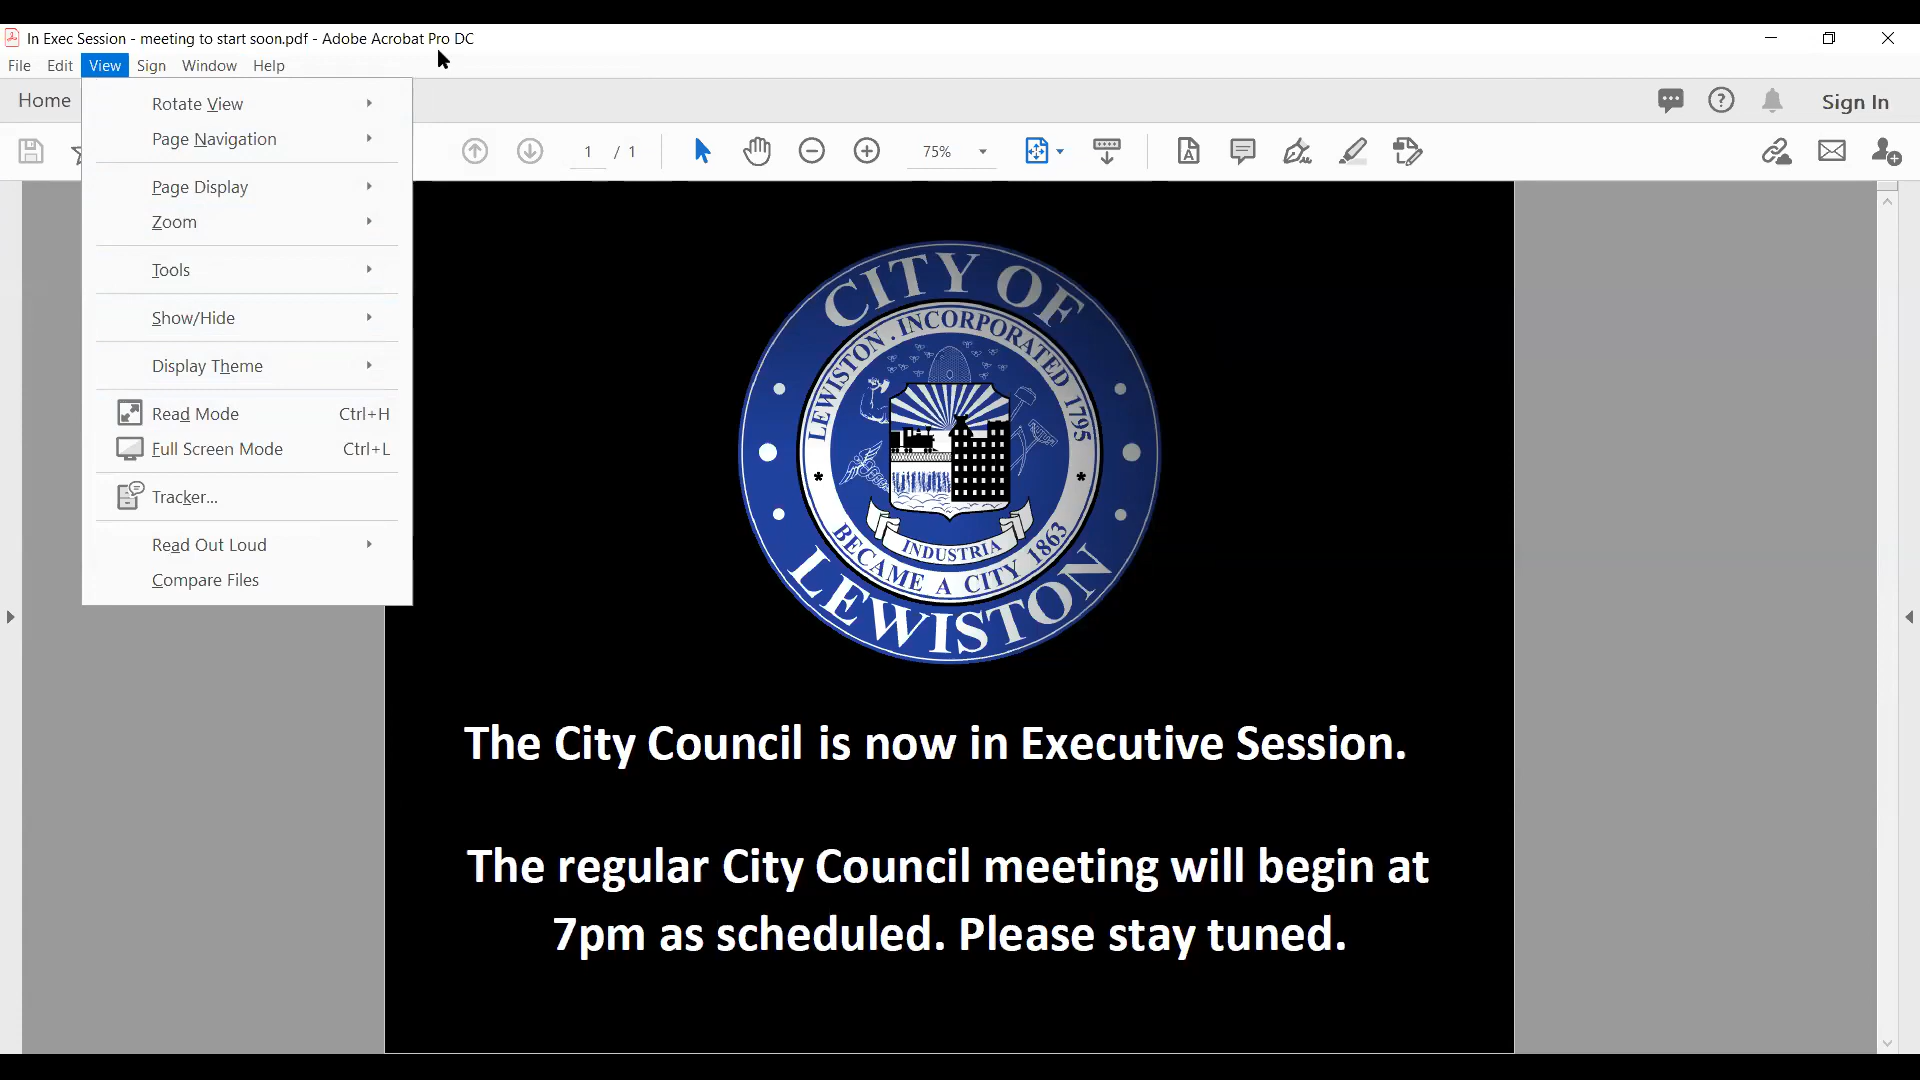 In Exec Session - meeting to start soon.pdf - Adobe Acrobat Pro DC
File Edit View Sign Window Help
Home
Sign In
Rotate View
Page Navigation
Page Display
Zoom
Tools
Show/Hide
Display Theme
Read Mode Ctrl+H
Full Screen Mode Ctrl+L
Tracker...
Read Out Loud
Compare Files
1 / 1
75%
CITY OF
LEWISTON . INCORPORATED 1795
INDUSTRIA
* BECAME A CITY 1863 *
LEWISTON
The City Council is now in Executive Session.
The regular City Council meeting will begin at
7pm as scheduled. Please stay tuned.